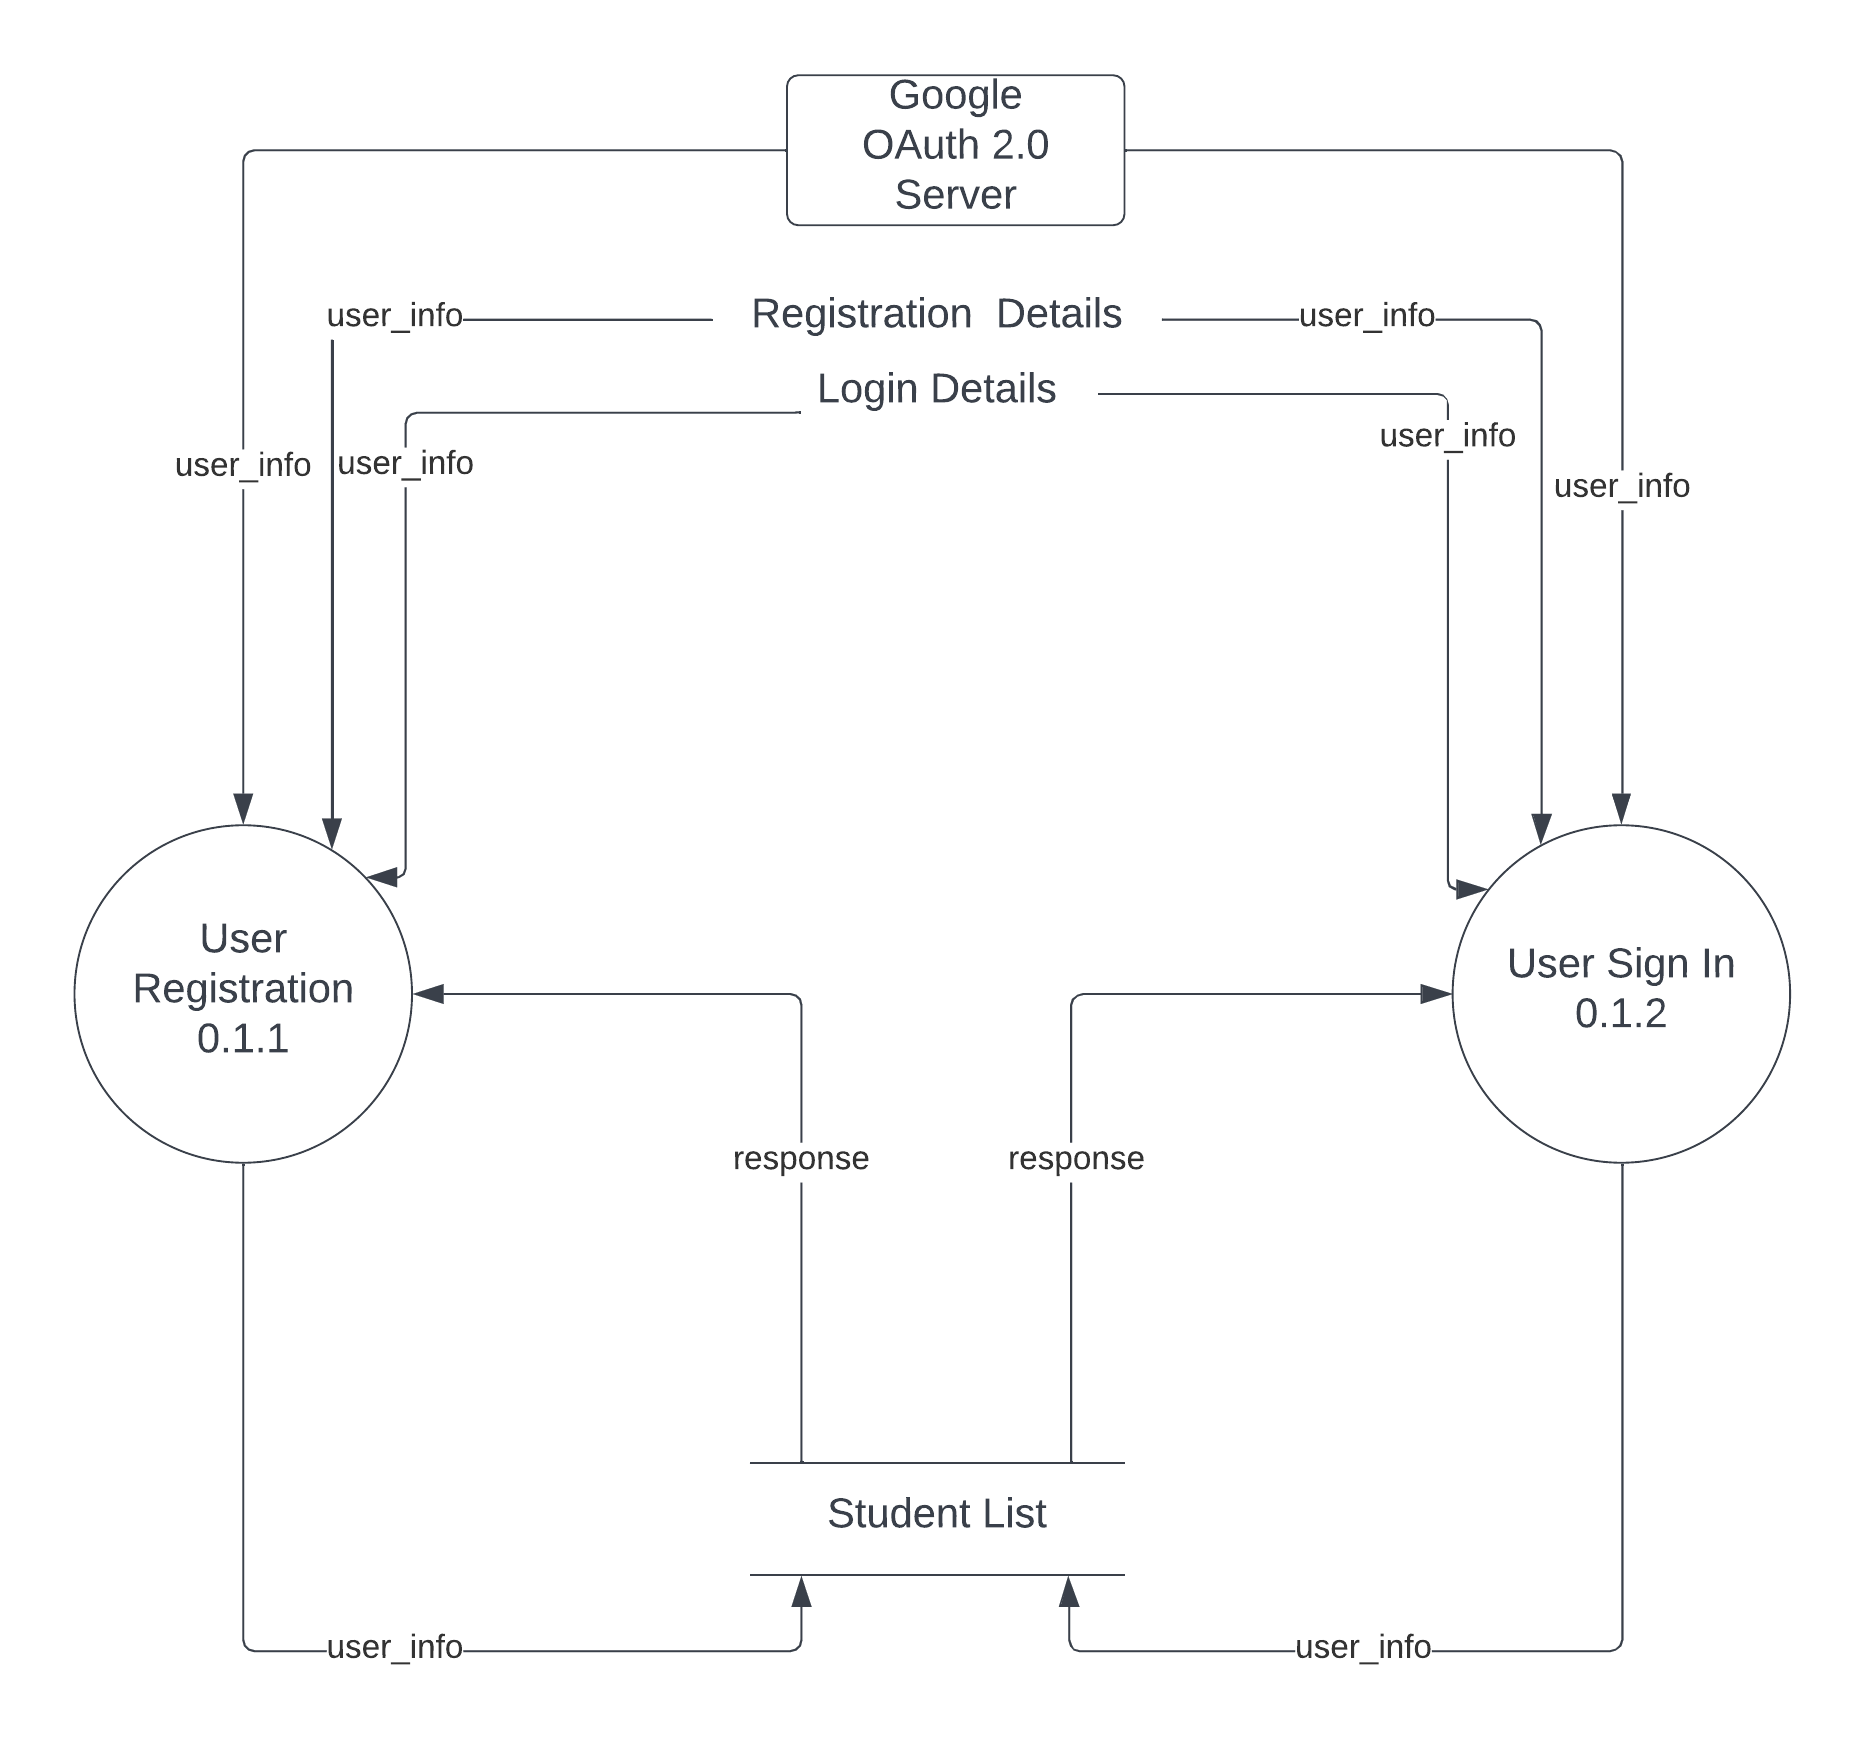 Google
OAuth 2.0
Server
user_info
Registration  Details
user_info
Login Details
user_info
user_info
user_info
user_info
User
Registration
0.1.1
User Sign In
0.1.2
response
response
Student List
user_info
user_info